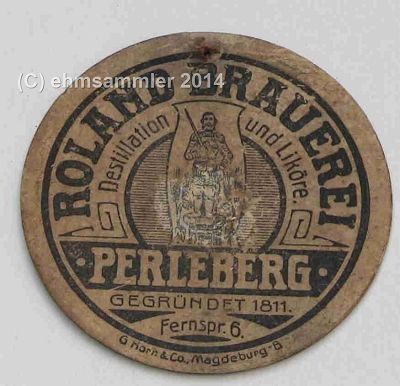 (C) ehmsammler 2014
ROLAND BRAUEREI
Destillation und Liköre.
· PERLEBERG ·
GEGRÜNDET 1811.
Fernspr. 6.
G Horn & Co., Magdeburg-B